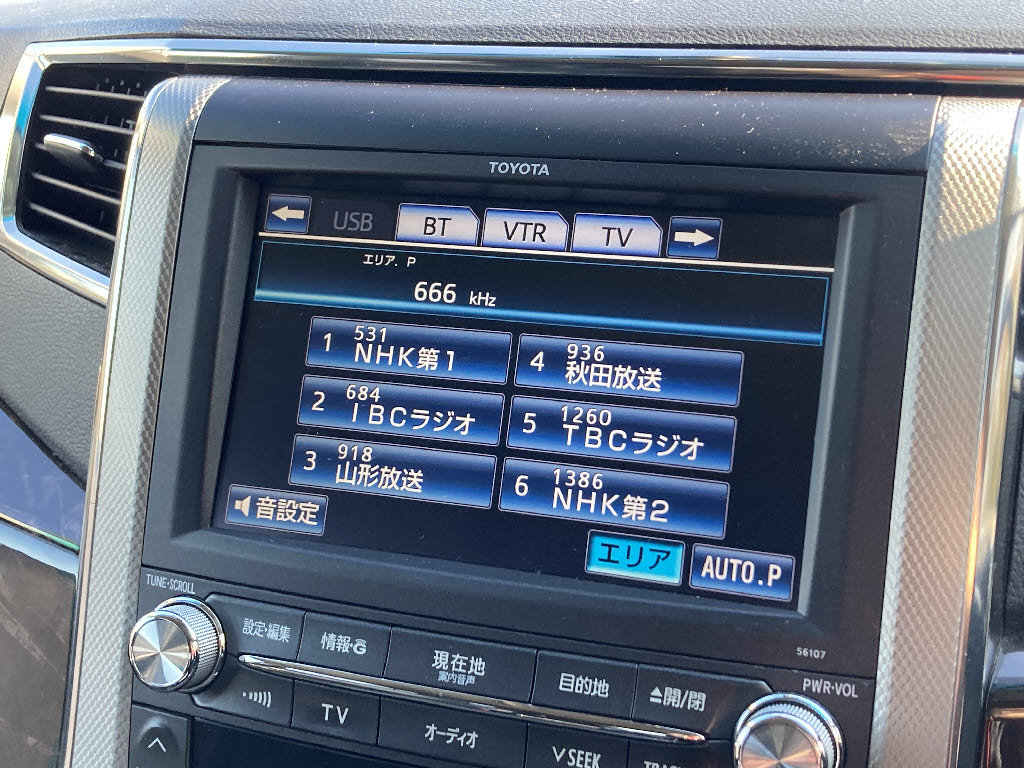 TOYOTA
USB BT VTR TV
エリア. P
666 kHz
1 531 NHK第1
4 936 秋田放送
2 684 IBCラジオ
5 1260 TBCラジオ
3 918 山形放送
6 1386 NHK第2
音設定
エリア
AUTO.P
56107
TUNE·SCROLL
PWR·VOL
設定・編集
情報・G
現在地
案内音声
目的地
開/閉
TV
オーディオ
∨SEEK